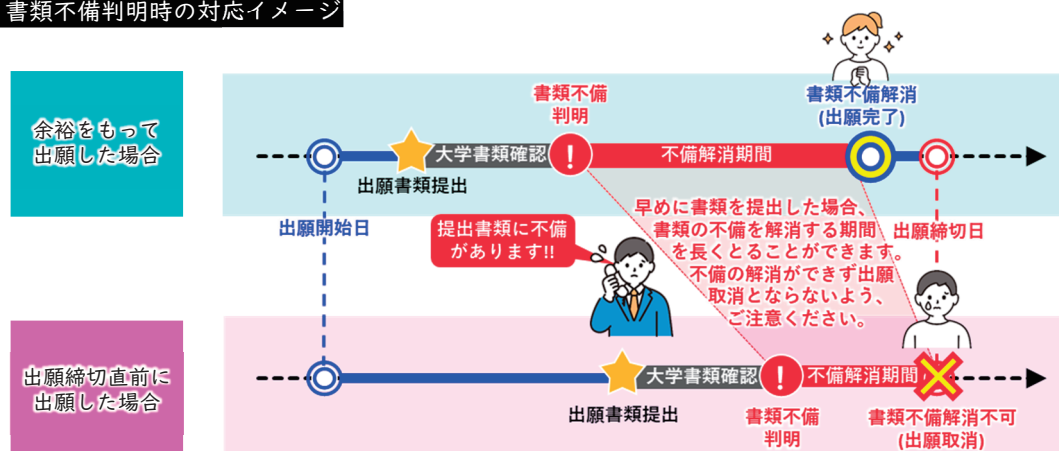 書類不備判明時の対応イメージ
余裕をもって
出願した場合
書類不備
判明
書類不備解消
(出願完了)
大学書類確認
!
不備解消期間
出願書類提出
出願開始日
出願締切日
提出書類に不備
があります!!
早めに書類を提出した場合、
書類の不備を解消する期間
を長くとることができます。
不備の解消ができず出願
取消とならないよう、
ご注意ください。
出願締切直前に
出願した場合
大学書類確認
!
不備解消期間
出願書類提出
書類不備
判明
書類不備解消不可
(出願取消)